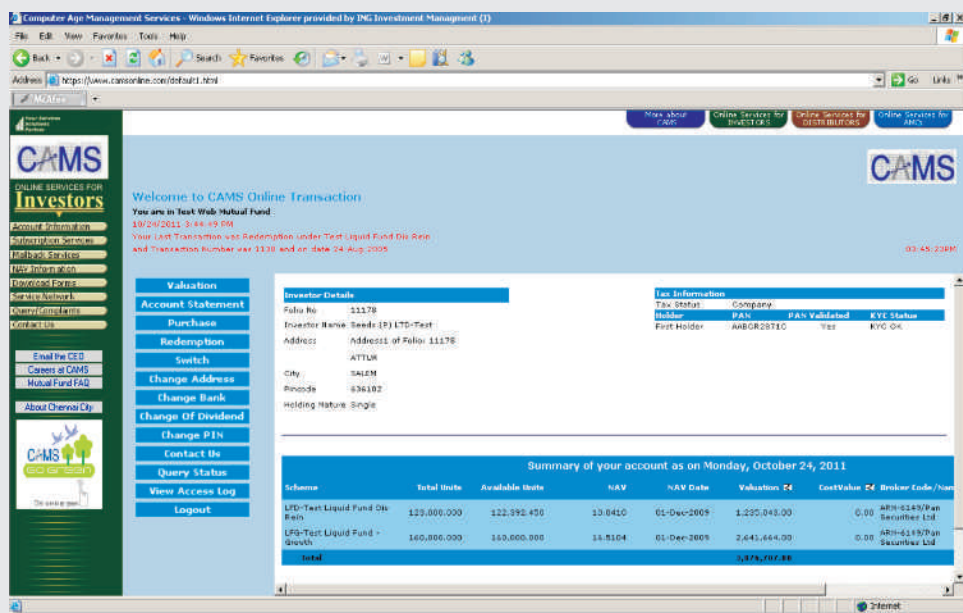 Computer Age Management Services - Windows Internet Explorer provided by ING Investment Managment (I)
File Edit View Favorites Tools Help
Back Search Favorites
Address https://www.camsonline.com/default1.html Go Links
McAfee
More about CAMS
Online Services for INVESTORS
Online Services for DISTRIBUTORS
Online Services for AMCs
CAMS
ONLINE SERVICES FOR
Investors
Account Information
Subscription Services
Mailback Services
NAV Information
Download Forms
Service Network
Query/Complaints
Contact Us
Email the CEO
Careers at CAMS
Mutual Fund FAQ
About Chennai City
CAMS
GO GREEN
CAMS
Welcome to CAMS Online Transaction
You are in Test Web Mutual Fund
10/24/2011 3:44:49 PM
Your Last Transaction was Redemption under Test Liquid Fund Div Rein
and Transaction Number was 1138 and on date 24 Aug 2005
03:45:23PM
Valuation
Account Statement
Purchase
Redemption
Switch
Change Address
Change Bank
Change Of Dividend
Change PIN
Contact Us
Query Status
View Access Log
Logout
Investor Details
Folio No 11178
Investor Name Seeds (P) LTD-Test
Address Address1 of Folio: 11178
ATTUR
City SALEM
Pincode 636102
Holding Nature Single
Tax Information
Tax Status Company
Holder PAN PAN Validated KYC Status
First Holder Yes KYC OK
Summary of your account as on Monday, October 24, 2011
Scheme Total Units Available Units NAV NAV Date Valuation CostValue Broker Code/Nam
LFD-Test Liquid Fund Div Rein 123,000.000 122,392.450 10.0410 01-Dec-2009 1,235,043.00 0.00 ARN-6149/Pan Securities Ltd
LFG-Test Liquid Fund - Growth 160,000.000 160,000.000 16.5104 01-Dec-2009 2,641,664.00 0.00 ARN-6149/Pan Securities Ltd
Total
Internet